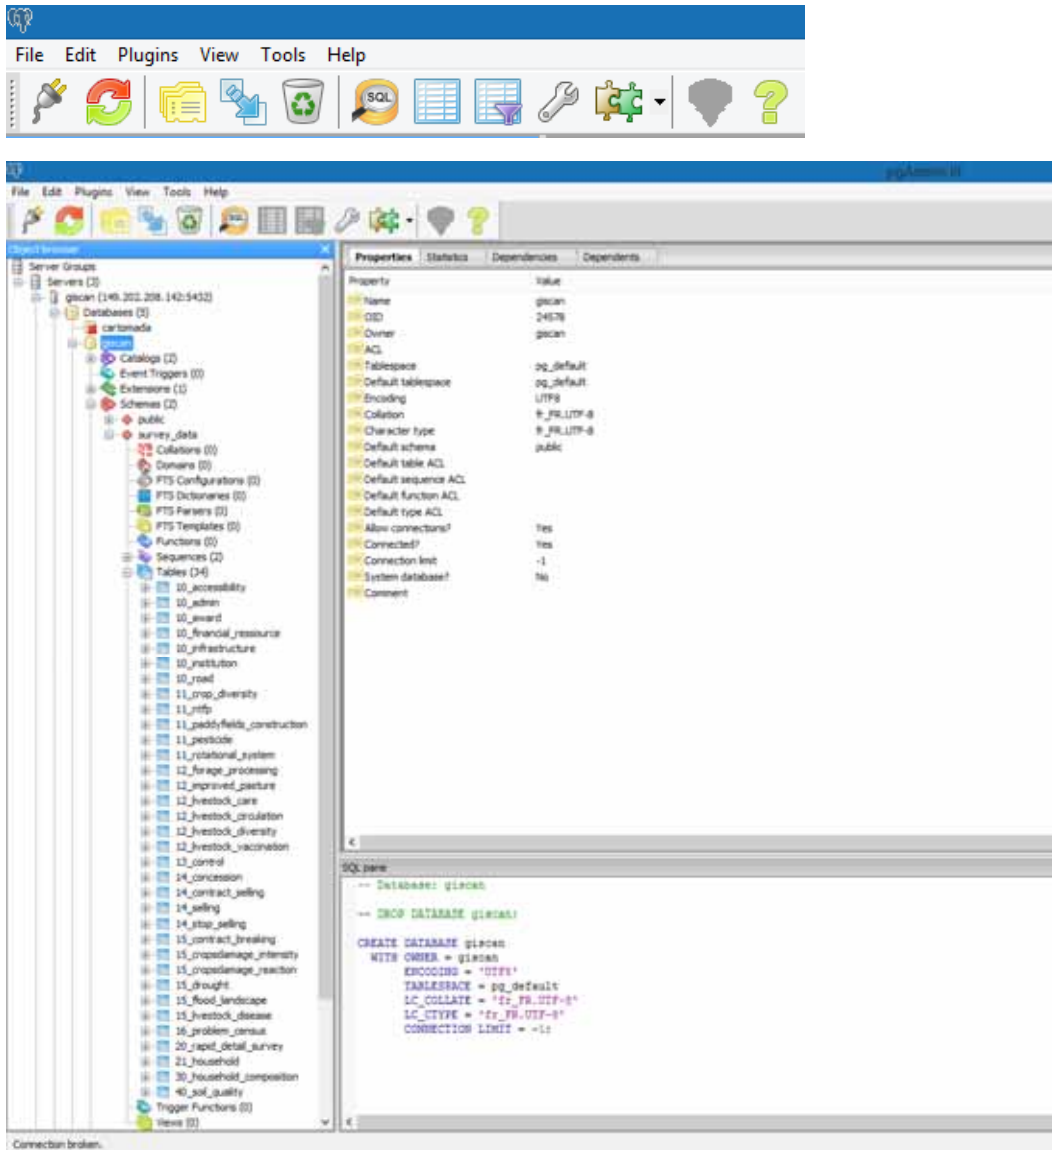 File Edit Plugins View Tools Help
SQL
pgAdmin III
File Edit Plugins View Tools Help
SQL
Object browser
Server Groups
Servers (3)
giscan (149.202.208.142:5432)
Databases (3)
cartomada
giscan
Catalogs (2)
Event Triggers (0)
Extensions (1)
Schemas (2)
public
survey_data
Collations (0)
Domains (0)
FTS Configurations (0)
FTS Dictionaries (0)
FTS Parsers (0)
FTS Templates (0)
Functions (0)
Sequences (2)
Tables (34)
10_accessibility
10_admin
10_award
10_financial_ressource
10_infrastructure
10_institution
10_road
11_crop_diversity
11_ntfp
11_paddyfields_construction
11_pesticide
11_rotational_system
12_forage_processing
12_improved_pasture
12_livestock_care
12_livestock_circulation
12_livestock_diversity
12_livestock_vaccination
13_control
14_concession
14_contract_selling
14_selling
14_stop_selling
15_contract_breaking
15_cropsdamage_intensity
15_cropsdamage_reaction
15_drought
15_flood_landscape
15_livestock_disease
16_problem_census
20_rapid_detail_survey
21_household
30_household_composition
40_soil_quality
Trigger Functions (0)
Views (0)
Properties Statistics Dependencies Dependents
Property Value
Name giscan
OID 24578
Owner giscan
ACL
Tablespace pg_default
Default tablespace pg_default
Encoding UTF8
Collation fr_FR.UTF-8
Character type fr_FR.UTF-8
Default schema public
Default table ACL
Default sequence ACL
Default function ACL
Default type ACL
Allow connections? Yes
Connected? Yes
Connection limit -1
System database? No
Comment
SQL pane
-- Database: giscan
-- DROP DATABASE giscan;
CREATE DATABASE giscan
WITH OWNER = giscan
ENCODING = 'UTF8'
TABLESPACE = pg_default
LC_COLLATE = 'fr_FR.UTF-8'
LC_CTYPE = 'fr_FR.UTF-8'
CONNECTION LIMIT = -1;
Connection broken.